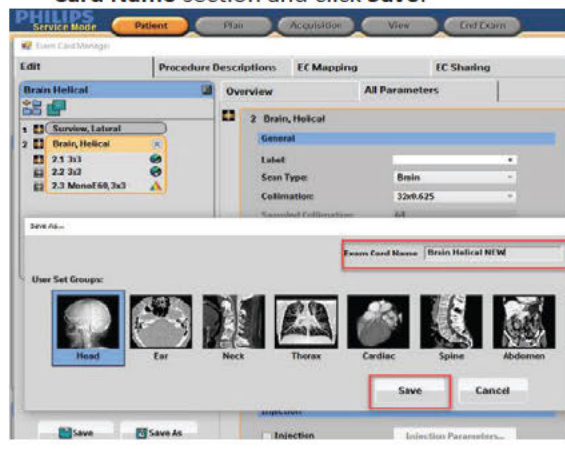 Card Name section and click Save.
PHILIPS
Service Mode Patient Plan Acquisition View End Exam
Exam Card Manager
Edit Procedure Descriptions EC Mapping EC Sharing
Brain Helical Overview All Parameters
2 Brain, Helical
General
1 Surview, Lateral
2 Brain, Helical
2.1 3x3
2.2 3x3
2.3 MonoE60, 3x3
Label
Scan Type: Brain
Collimation: 32x0.625
Sampled Collimation: 64
Save As...
Exam Card Name Brain Helical NEW
User Set Groups:
Head Ear Neck Thorax Cardiac Spine Abdomen
Save Cancel
Injection
Save Save As Injection Injection Parameters...